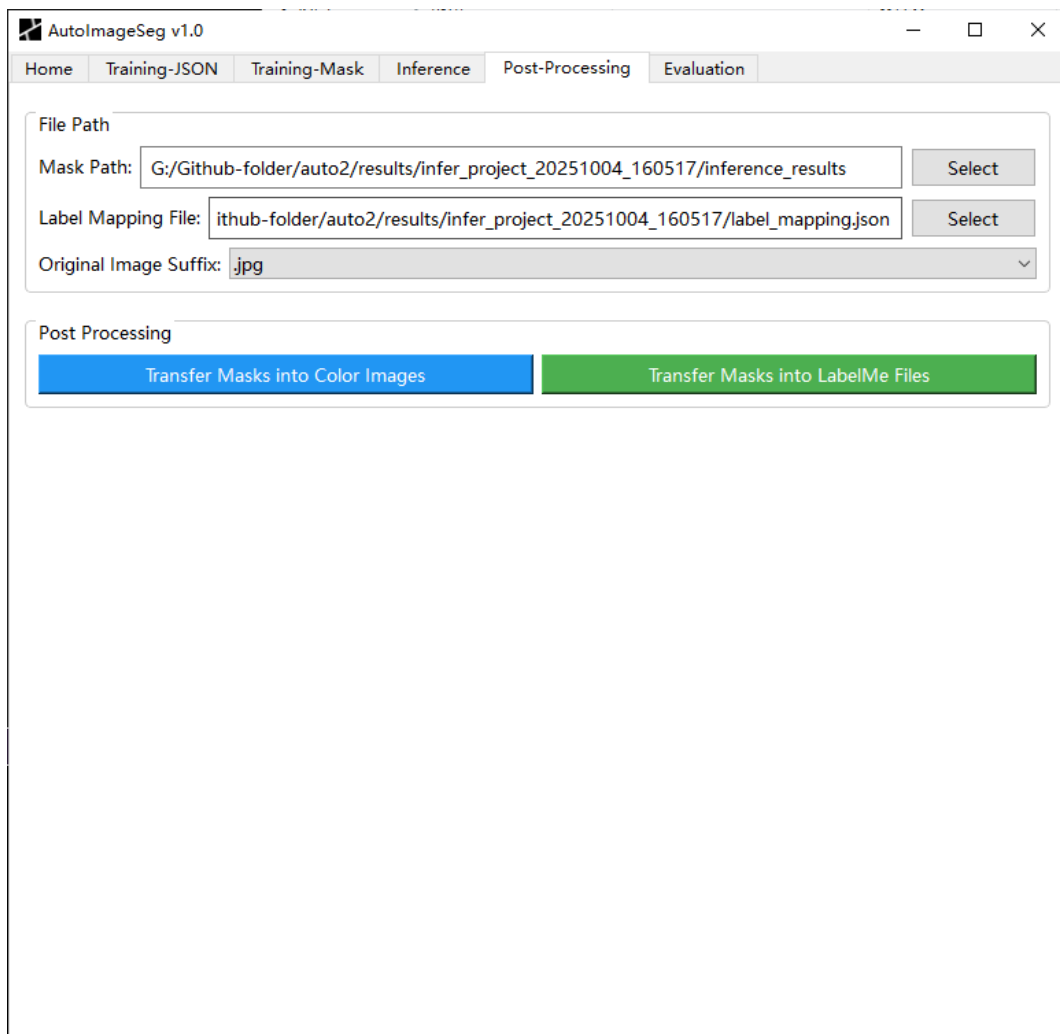 AutoImageSeg v1.0
Home Training-JSON Training-Mask Inference Post-Processing Evaluation
File Path
Mask Path: G:/Github-folder/auto2/results/infer_project_20251004_160517/inference_results Select
Label Mapping File: ithub-folder/auto2/results/infer_project_20251004_160517/label_mapping.json Select
Original Image Suffix: .jpg
Post Processing
Transfer Masks into Color Images Transfer Masks into LabelMe Files